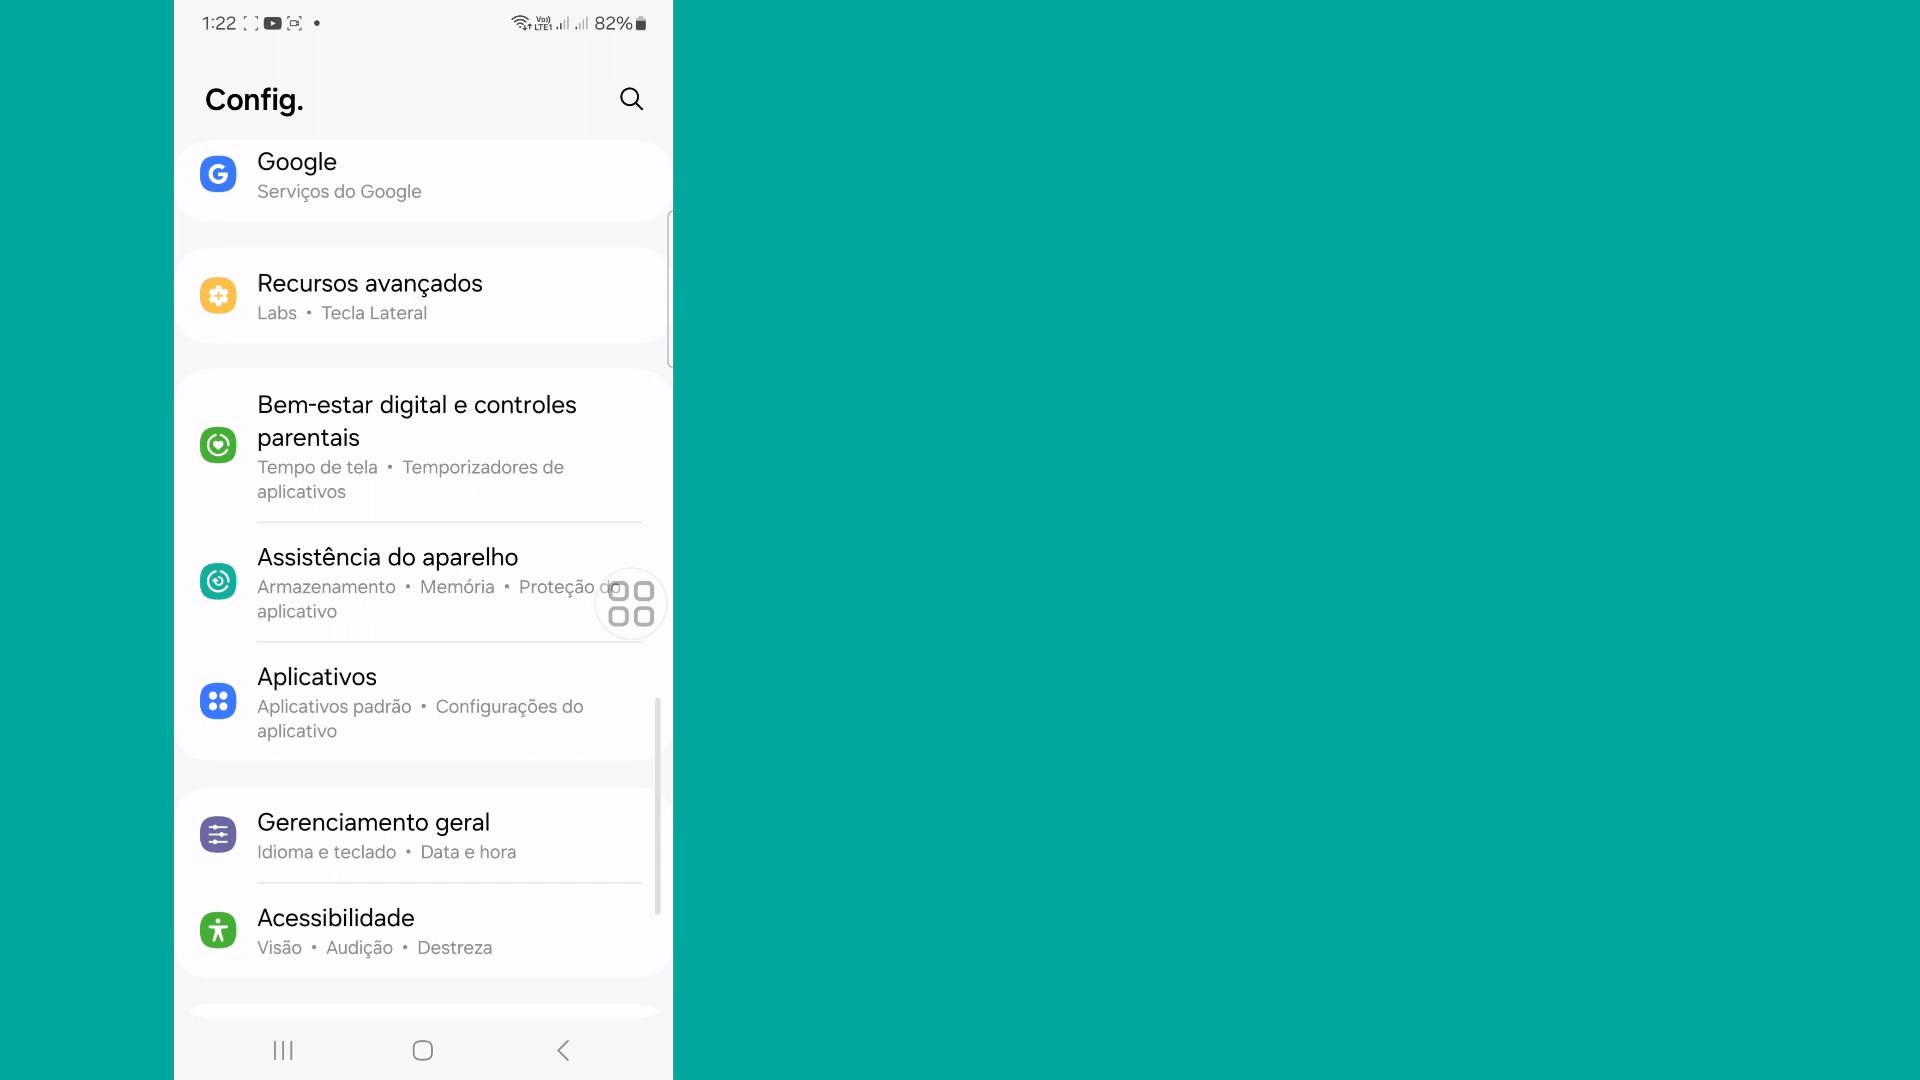 1:22
Vo)) LTE1
82%
Config.
Google
Serviços do Google
Recursos avançados
Labs • Tecla Lateral
Bem-estar digital e controles
parentais
Tempo de tela • Temporizadores de
aplicativos
Assistência do aparelho
Armazenamento • Memória • Proteção do
aplicativo
Aplicativos
Aplicativos padrão • Configurações do
aplicativo
Gerenciamento geral
Idioma e teclado • Data e hora
Acessibilidade
Visão • Audição • Destreza